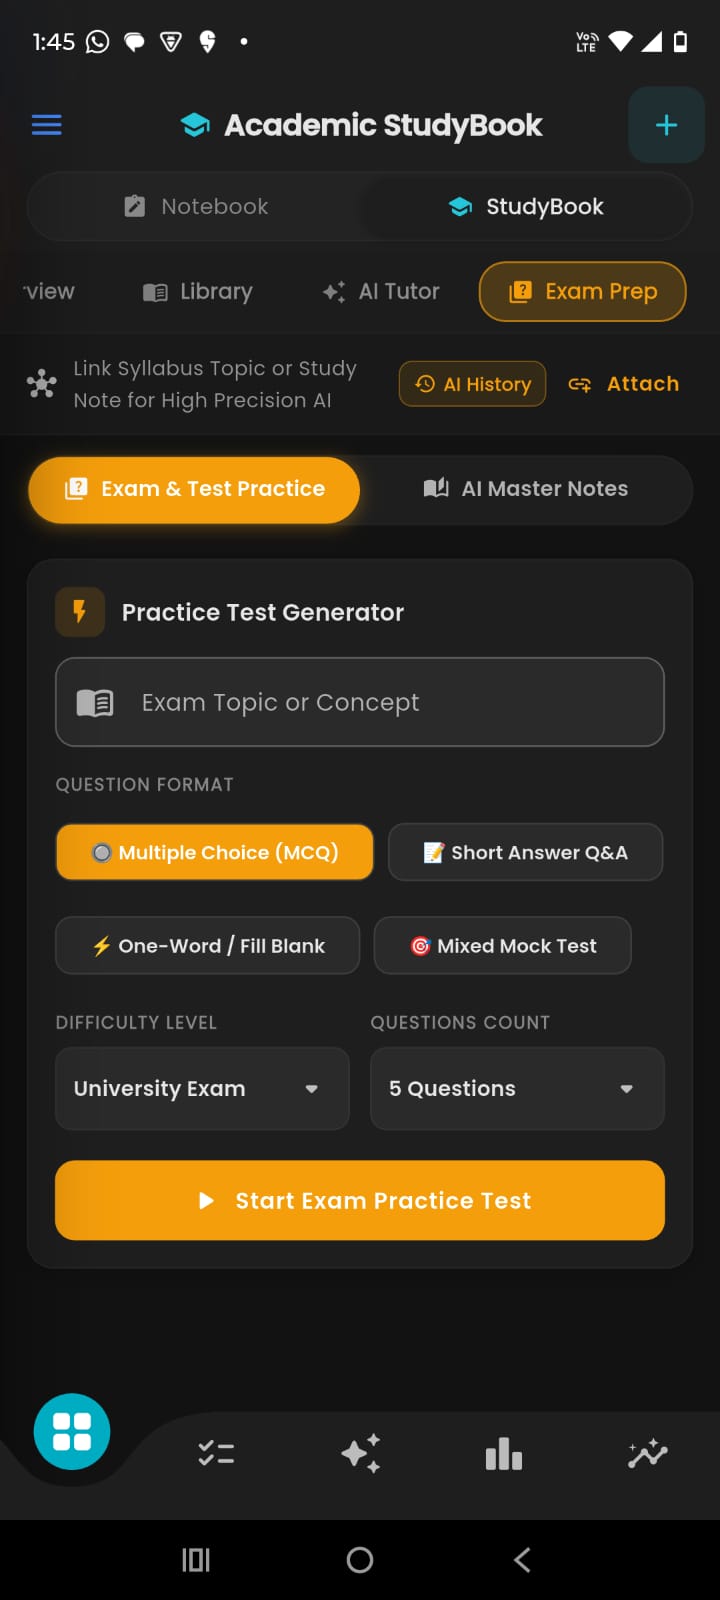 1:45
Vo LTE
Academic StudyBook
Notebook
StudyBook
rview
Library
AI Tutor
Exam Prep
Link Syllabus Topic or Study
Note for High Precision AI
AI History
Attach
Exam & Test Practice
AI Master Notes
Practice Test Generator
Exam Topic or Concept
QUESTION FORMAT
Multiple Choice (MCQ)
Short Answer Q&A
One-Word / Fill Blank
Mixed Mock Test
DIFFICULTY LEVEL
QUESTIONS COUNT
University Exam
5 Questions
Start Exam Practice Test